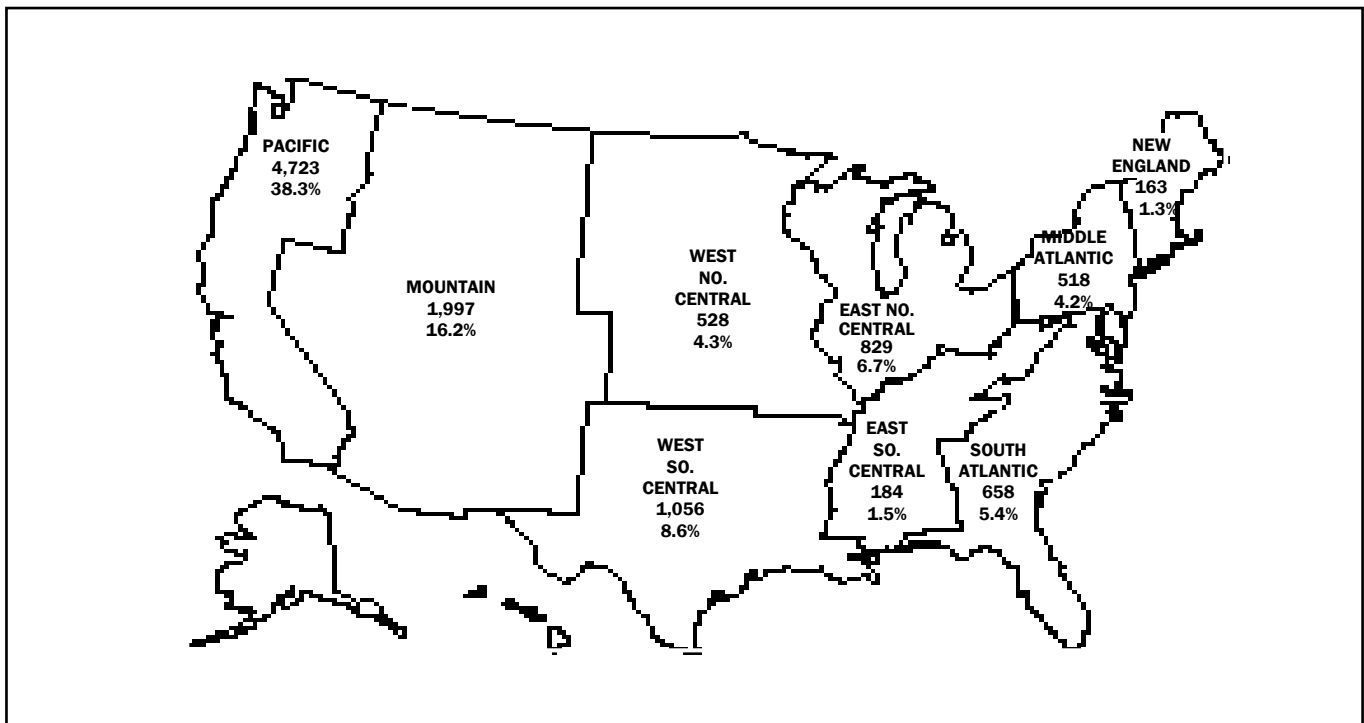 PACIFIC
4,723
38.3%
MOUNTAIN
1,997
16.2%
WEST
NO.
CENTRAL
528
4.3%
WEST
SO.
CENTRAL
1,056
8.6%
EAST NO.
CENTRAL
829
6.7%
EAST
SO.
CENTRAL
184
1.5%
SOUTH
ATLANTIC
658
5.4%
MIDDLE
ATLANTIC
518
4.2%
NEW
ENGLAND
163
1.3%